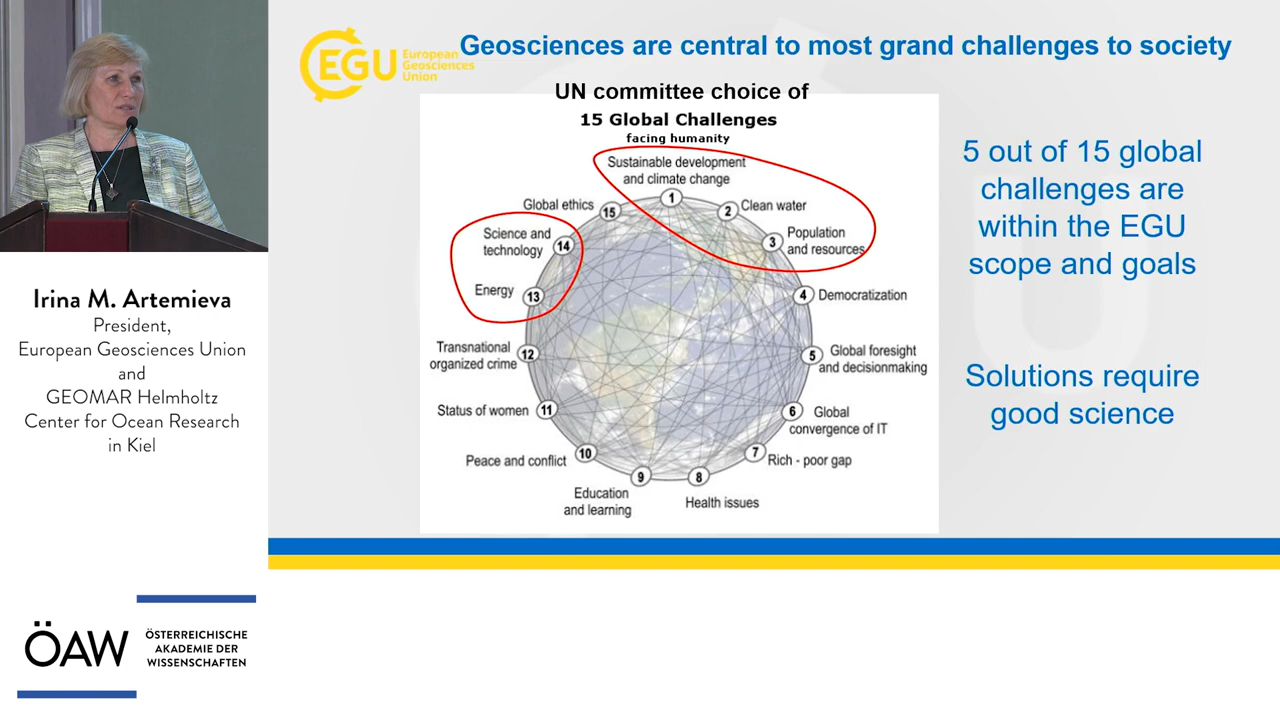 EGU European
Geosciences
Union
Geosciences are central to most grand challenges to society
UN committee choice of
15 Global Challenges
facing humanity
Sustainable development
and climate change
1
2 Clean water
3 Population
and resources
4 Democratization
5 Global foresight
and decisionmaking
6 Global
convergence of IT
7 Rich - poor gap
8
Health issues
9
Education
and learning
Peace and conflict 10
Status of women 11
Transnational
organized crime 12
Energy 13
Science and
technology 14
Global ethics 15
5 out of 15 global
challenges are
within the EGU
scope and goals
Solutions require
good science
Irina M. Artemieva
President,
European Geosciences Union
and
GEOMAR Helmholtz
Center for Ocean Research
in Kiel
ÖAW
ÖSTERREICHISCHE
AKADEMIE DER
WISSENSCHAFTEN